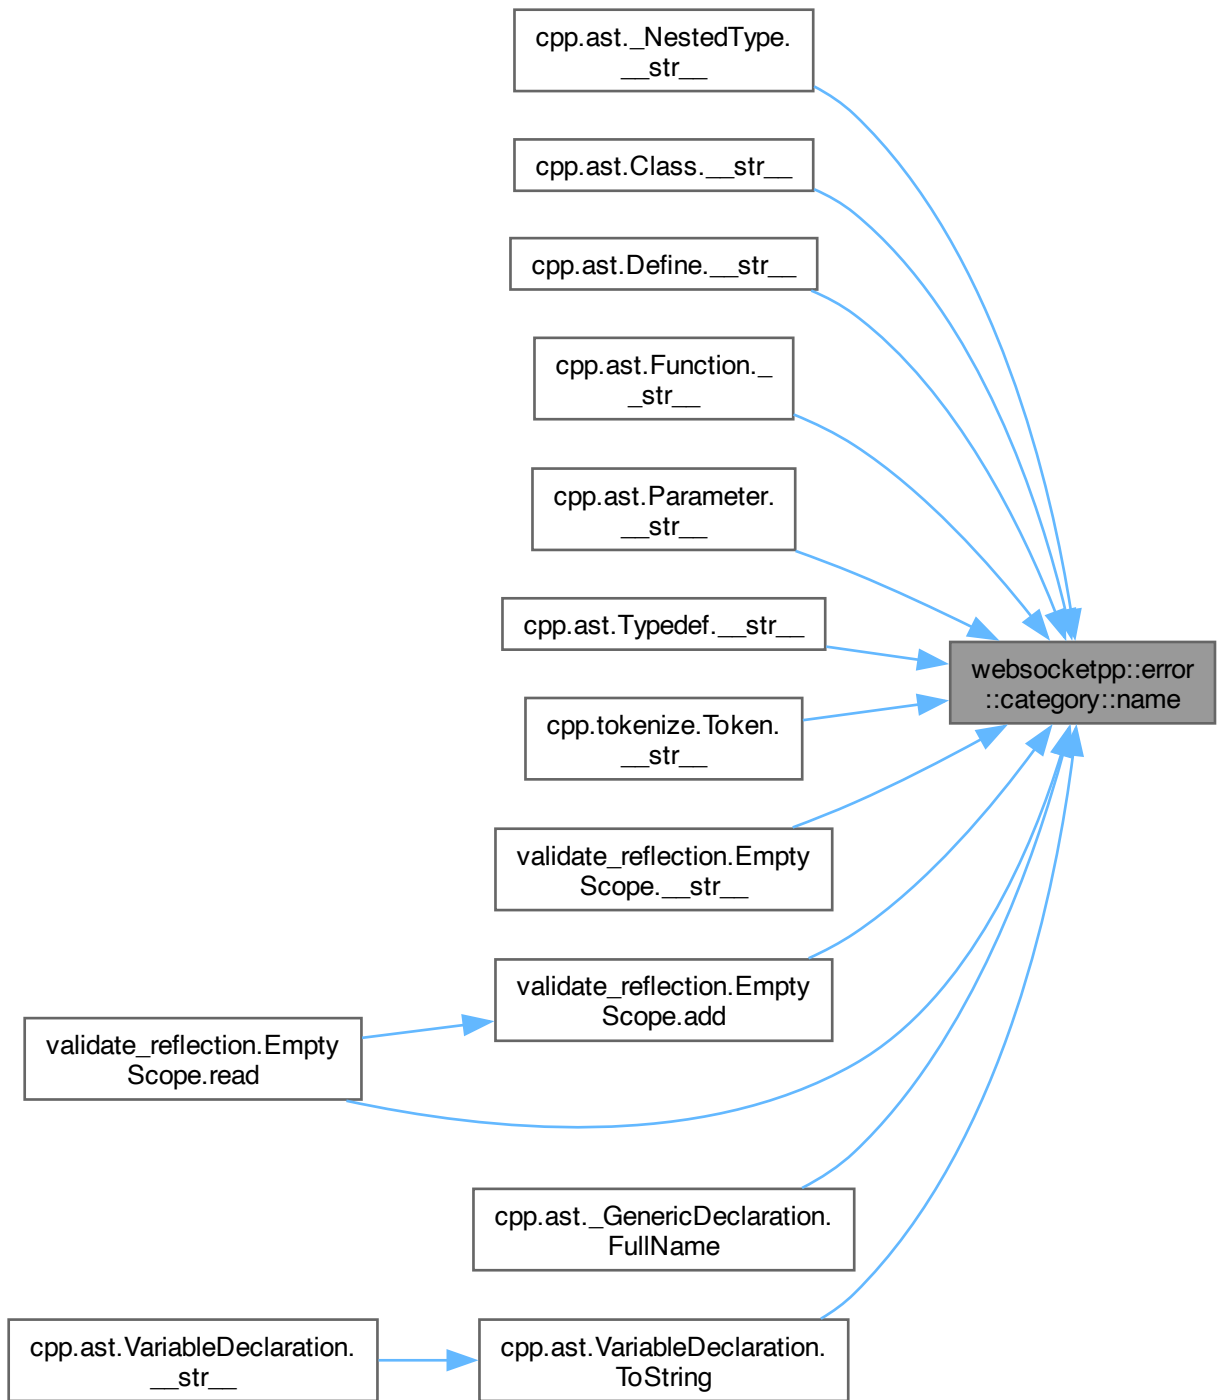 cpp.ast._NestedType.
__str__
cpp.ast.Class.__str__
cpp.ast.Define.__str__
cpp.ast.Function._
_str__
cpp.ast.Parameter.
__str__
cpp.ast.Typedef.__str__
websocketpp::error
::category::name
cpp.tokenize.Token.
__str__
validate_reflection.Empty
Scope.__str__
validate_reflection.Empty
Scope.add
validate_reflection.Empty
Scope.read
cpp.ast._GenericDeclaration.
FullName
cpp.ast.VariableDeclaration.
__str__
cpp.ast.VariableDeclaration.
ToString